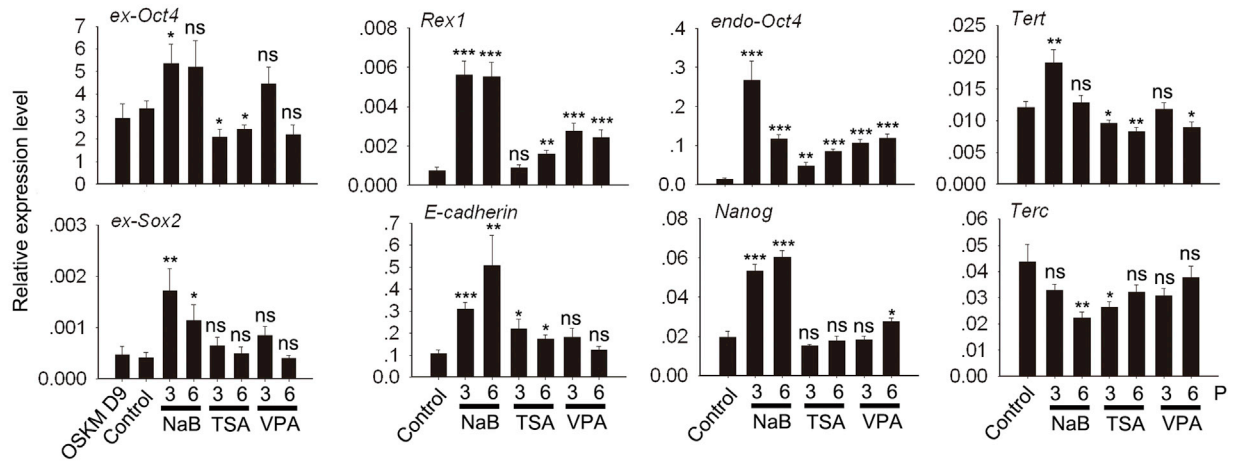 Relative expression level
ex-Oct4
7
6
5
4
3
2
1
0
* ns * * ns ns
Rex1
.008
.006
.004
.002
0.000
*** *** ns ** *** ***
endo-Oct4
.4
.3
.2
.1
0.0
*** *** ** *** *** ***
Tert
.025
.020
.015
.010
.005
0.000
** ns * ** ns *
ex-Sox2
.003
.002
.001
0.000
** * ns ns ns ns
OSKM D9 Control 3 6 3 6 3 6
NaB TSA VPA
E-cadherin
.7
.6
.5
.4
.3
.2
.1
0.0
*** ** * * ns ns
Control 3 6 3 6 3 6
NaB TSA VPA
Nanog
.08
.06
.04
.02
0.00
*** *** ns ns ns *
Control 3 6 3 6 3 6
NaB TSA VPA
Terc
.06
.05
.04
.03
.02
.01
0.00
ns ** * ns ns ns
Control 3 6 3 6 3 6 P
NaB TSA VPA